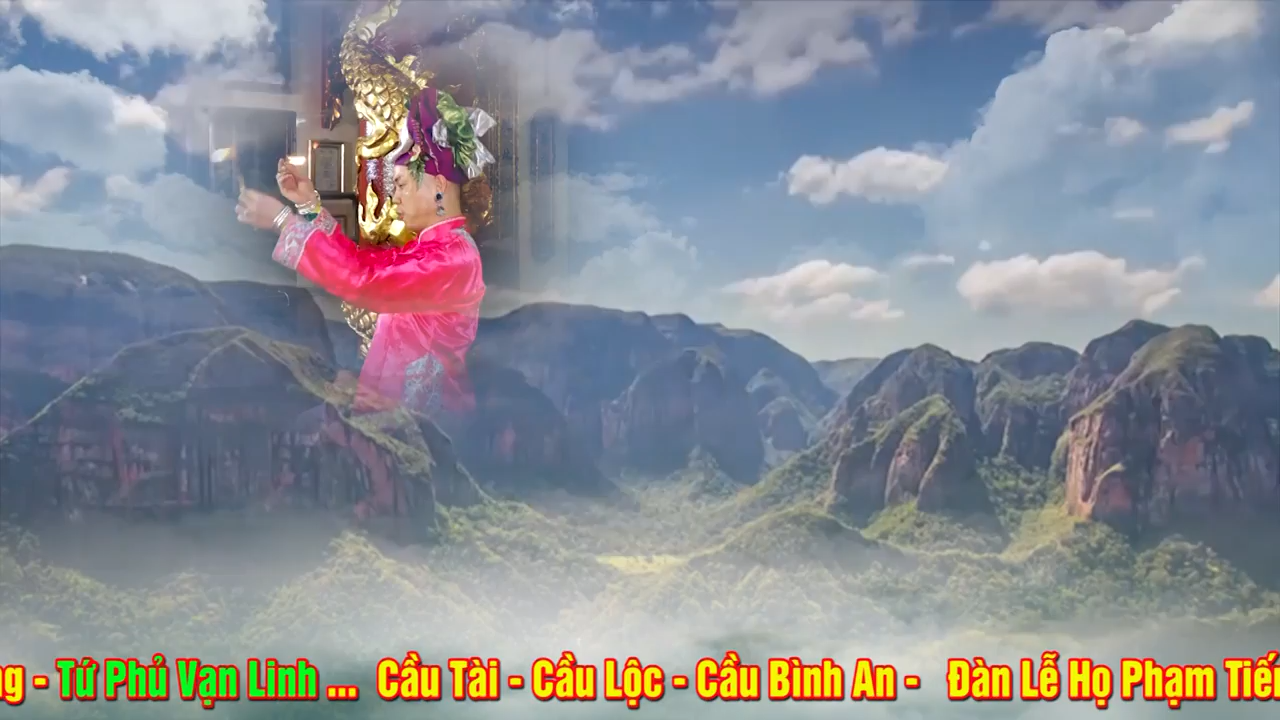 - Tứ Phủ Vạn Linh ... Cầu Tài - Cầu Lộc - Cầu Bình An - Đàn Lễ Họ Phạm